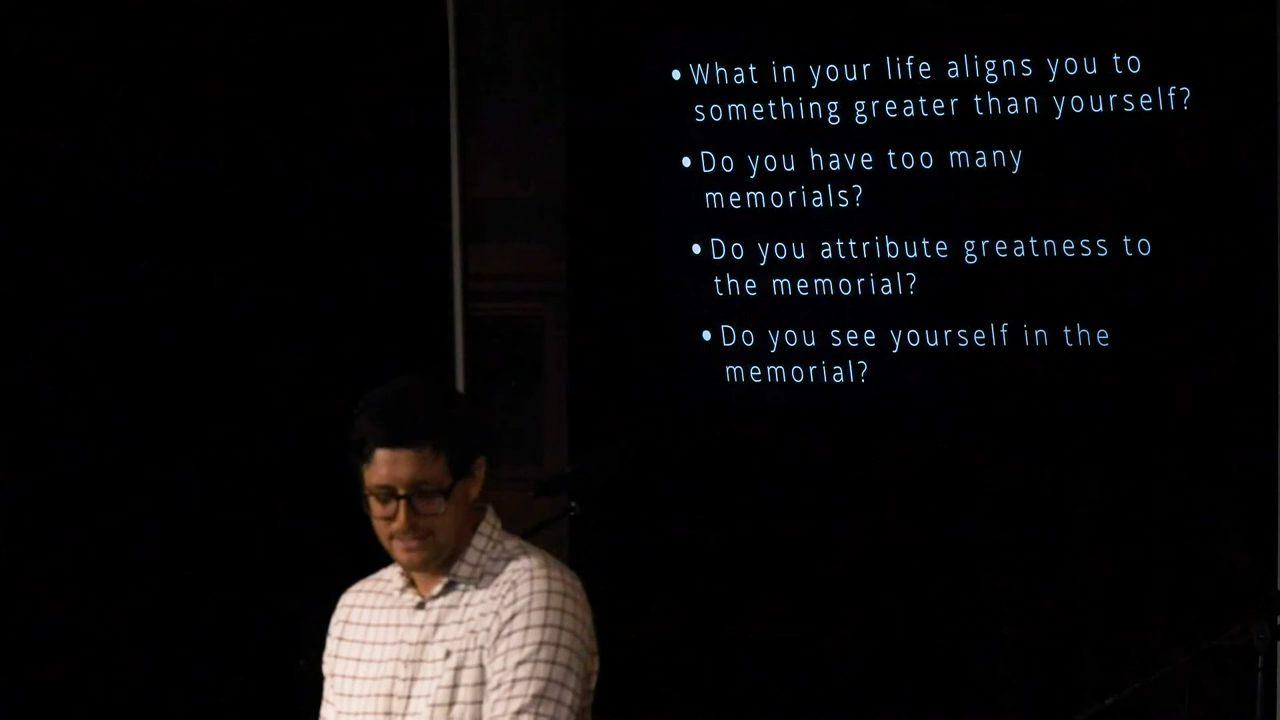 • What in your life aligns you to
something greater than yourself?
• Do you have too many
memorials?
• Do you attribute greatness to
the memorial?
• Do you see yourself in the
memorial?